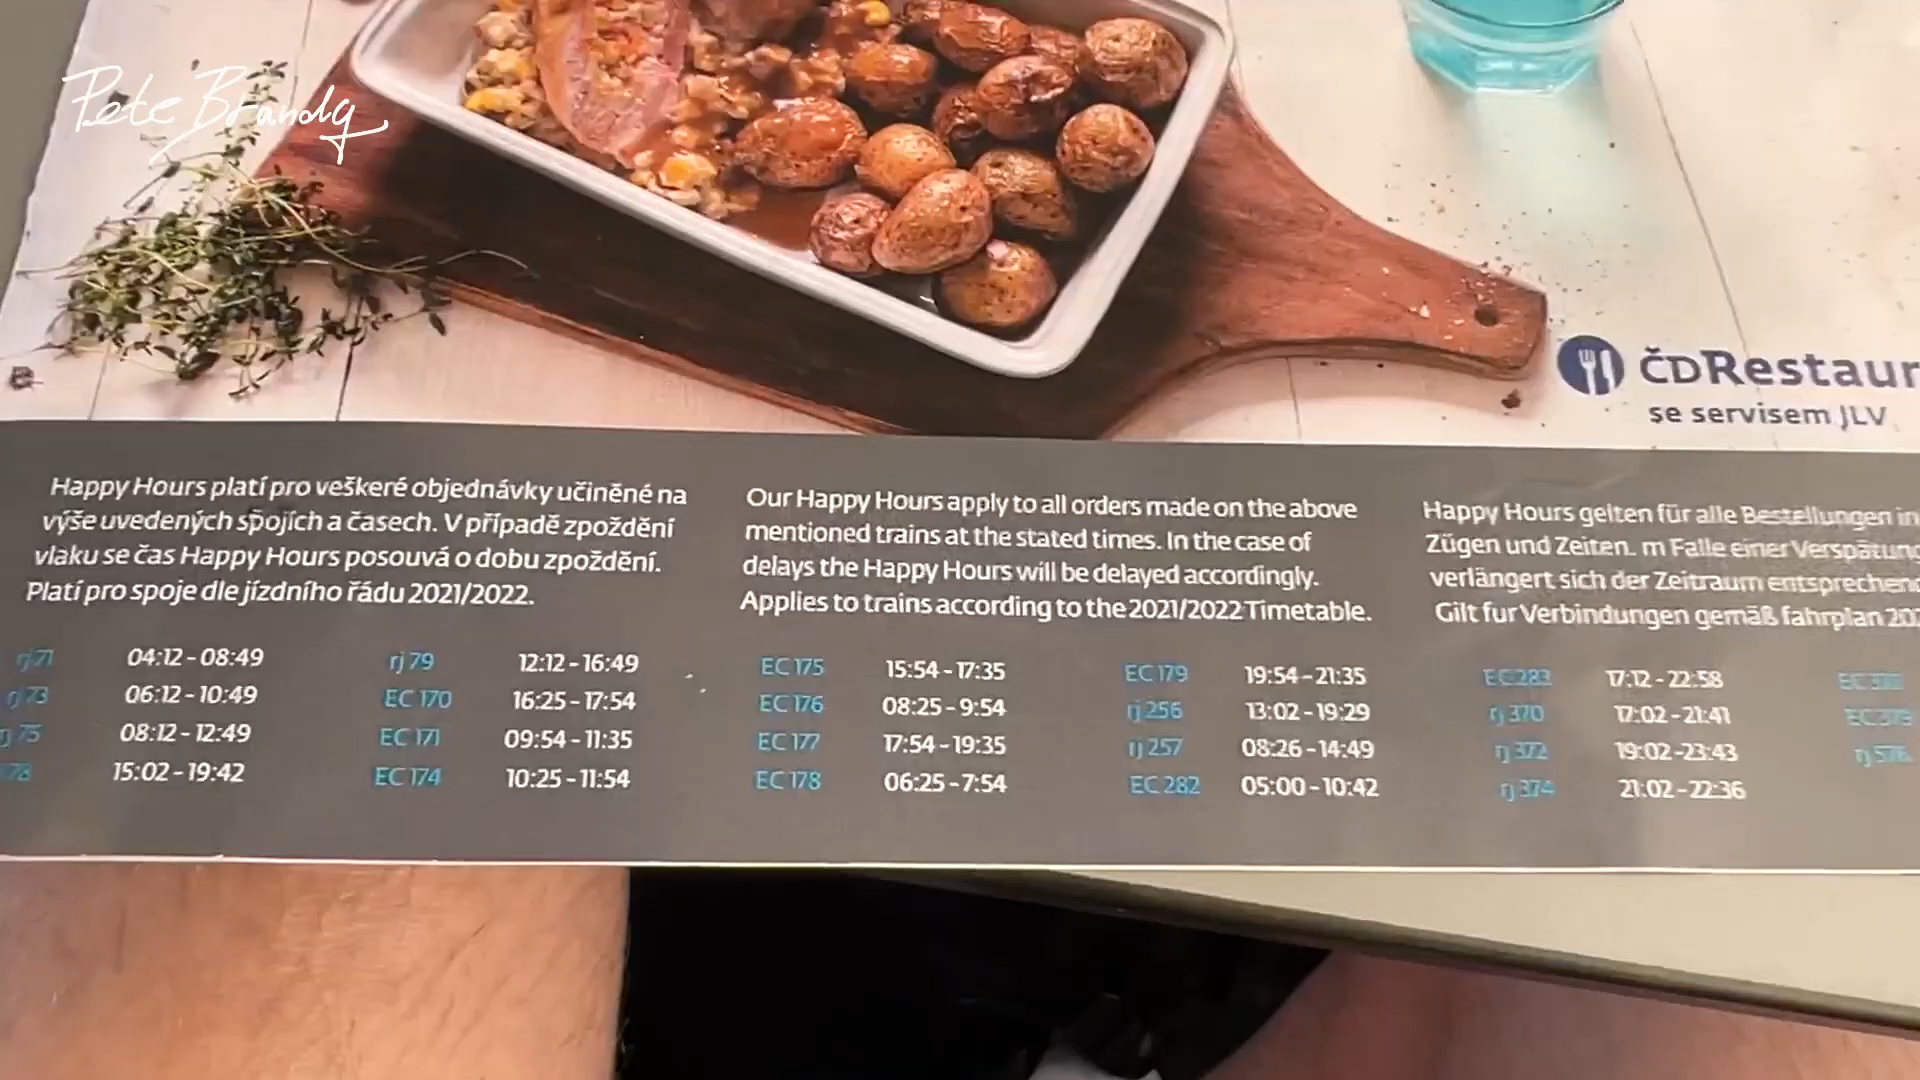 Pete Brandy
ČDRestaur
se servisem JLV
Happy Hours platí pro veškeré objednávky učiněné na
výše uvedených spojích a časech. V případě zpoždění
vlaku se čas Happy Hours posouvá o dobu zpoždění.
Platí pro spoje dle jízdního řádu 2021/2022.
Our Happy Hours apply to all orders made on the above
mentioned trains at the stated times. In the case of
delays the Happy Hours will be delayed accordingly.
Applies to trains according to the 2021/2022 Timetable.
Happy Hours gelten für alle Bestellungen in
Zügen und Zeiten. m Falle einer Verspätung
verlängert sich der Zeitraum entsprechend
Gilt fur Verbindungen gemäß fahrplan 202
rj 71 04:12 - 08:49 rj 79 12:12 - 16:49 EC 175 15:54 - 17:35 EC 179 19:54 - 21:35 EC 283 17:12 - 22:58
rj 73 06:12 - 10:49 EC 170 16:25 - 17:54 EC 176 08:25 - 9:54 rj 256 13:02 - 19:29 rj 370 17:02 - 21:41
rj 75 08:12 - 12:49 EC 171 09:54 - 11:35 EC 177 17:54 - 19:35 rj 257 08:26 - 14:49 rj 372 19:02 - 23:43 rj 576
78 15:02 - 19:42 EC 174 10:25 - 11:54 EC 178 06:25 - 7:54 EC 282 05:00 - 10:42 rj 374 21:02 - 22:36